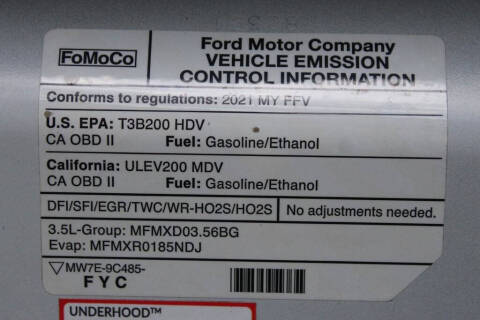 FoMoCo
Ford Motor Company
VEHICLE EMISSION
CONTROL INFORMATION
Conforms to regulations: 2021 MY FFV
U.S. EPA: T3B200 HDV
CA OBD II Fuel: Gasoline/Ethanol
California: ULEV200 MDV
CA OBD II Fuel: Gasoline/Ethanol
DFI/SFI/EGR/TWC/WR-HO2S/HO2S No adjustments needed.
3.5L-Group: MFMXD03.56BG
Evap: MFMXR0185NDJ
MW7E-9C485-
FYC
UNDERHOOD™